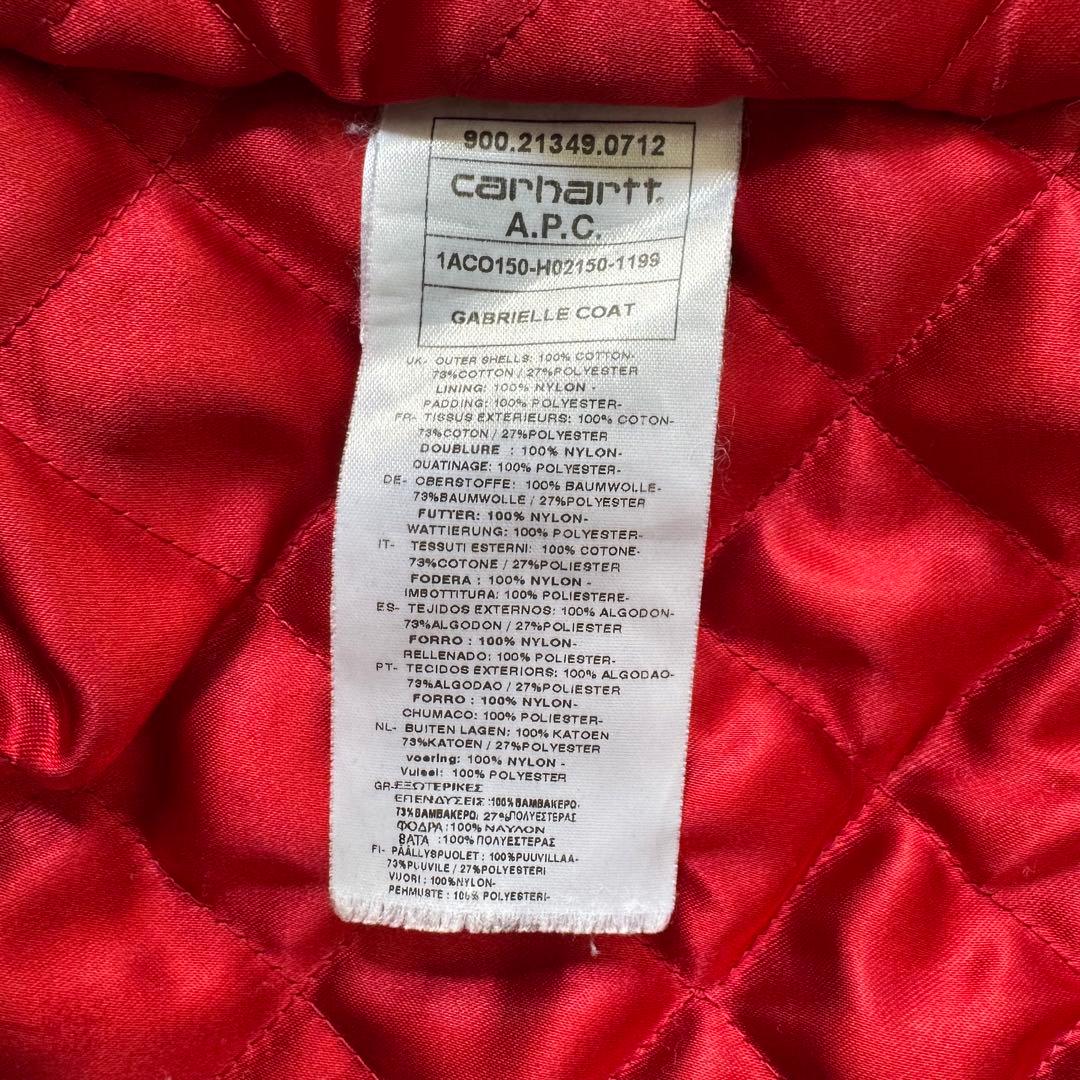 900.21349.0712
carhartt
A.P.C.
1ACO150-H02150-1199
GABRIELLE COAT
UK- OUTER SHELLS: 100% COTTON-
73%COTTON / 27%POLYESTER
LINING: 100% NYLON -
PADDING: 100% POLYESTER-
FR- TISSUS EXTERIEURS: 100% COTON-
73%COTON / 27%POLYESTER
DOUBLURE : 100% NYLON-
OUATINAGE: 100% POLYESTER-
DE- OBERSTOFFE: 100% BAUMWOLLE-
73%BAUMWOLLE / 27%POLYESTER
FUTTER: 100% NYLON-
WATTIERUNG: 100% POLYESTER-
IT- TESSUTI ESTERNI: 100% COTONE-
73%COTONE / 27%POLIESTER
FODERA : 100% NYLON -
IMBOTTITURA: 100% POLIESTERE-
ES- TEJIDOS EXTERNOS: 100% ALGODON-
73%ALGODON / 27%POLIESTER
FORRO : 100% NYLON-
RELLENADO: 100% POLIESTER-
PT- TECIDOS EXTERIORS: 100% ALGODAO-
73%ALGODAO / 27%POLIESTER
FORRO : 100% NYLON-
CHUMACO: 100% POLIESTER-
NL- BUITEN LAGEN: 100% KATOEN
73%KATOEN / 27%POLYESTER
voering: 100% NYLON -
Vulsel: 100% POLYESTER
GR-ΕΞΩΤΕΡΙΚΕΣ
ΕΠΕΝΔΥΣΕΙΣ :100%ΒΑΜΒΑΚΕΡΟ-
73%ΒΑΜΒΑΚΕΡΟ/ 27%ΠΟΛΥΕΣΤΕΡΑΣ
ΦΟΔΡΑ :100% ΝΑΥΛΟΝ
ΒΑΤΑ :100% ΠΟΛΥΕΣΤΕΡΑΣ
FI- PÄÄLLYSPUOLET : 100%PUUVILLAA-
73%PUUVILE / 27%POLYESTERI
VUORI : 100%NYLON-
PEHMUSTE : 100% POLYESTERI-